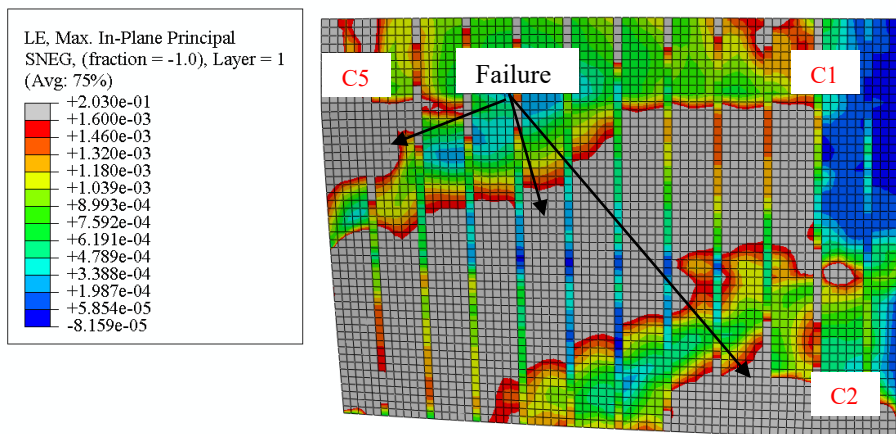 LE, Max. In-Plane Principal
SNEG, (fraction = -1.0), Layer = 1
(Avg: 75%)
+2.030e-01
+1.600e-03
+1.460e-03
+1.320e-03
+1.180e-03
+1.039e-03
+8.993e-04
+7.592e-04
+6.191e-04
+4.789e-04
+3.388e-04
+1.987e-04
+5.854e-05
-8.159e-05
C5
Failure
C1
C2